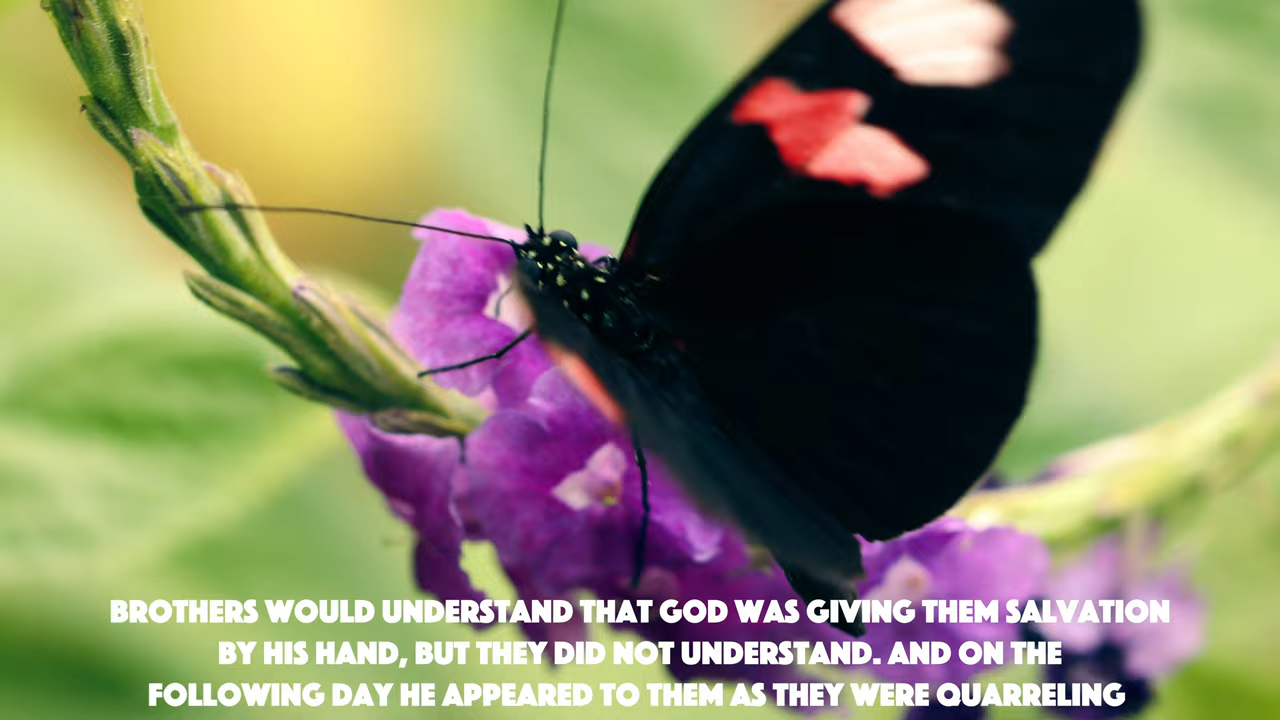 BROTHERS WOULD UNDERSTAND THAT GOD WAS GIVING THEM SALVATION
BY HIS HAND, BUT THEY DID NOT UNDERSTAND. AND ON THE
FOLLOWING DAY HE APPEARED TO THEM AS THEY WERE QUARRELING